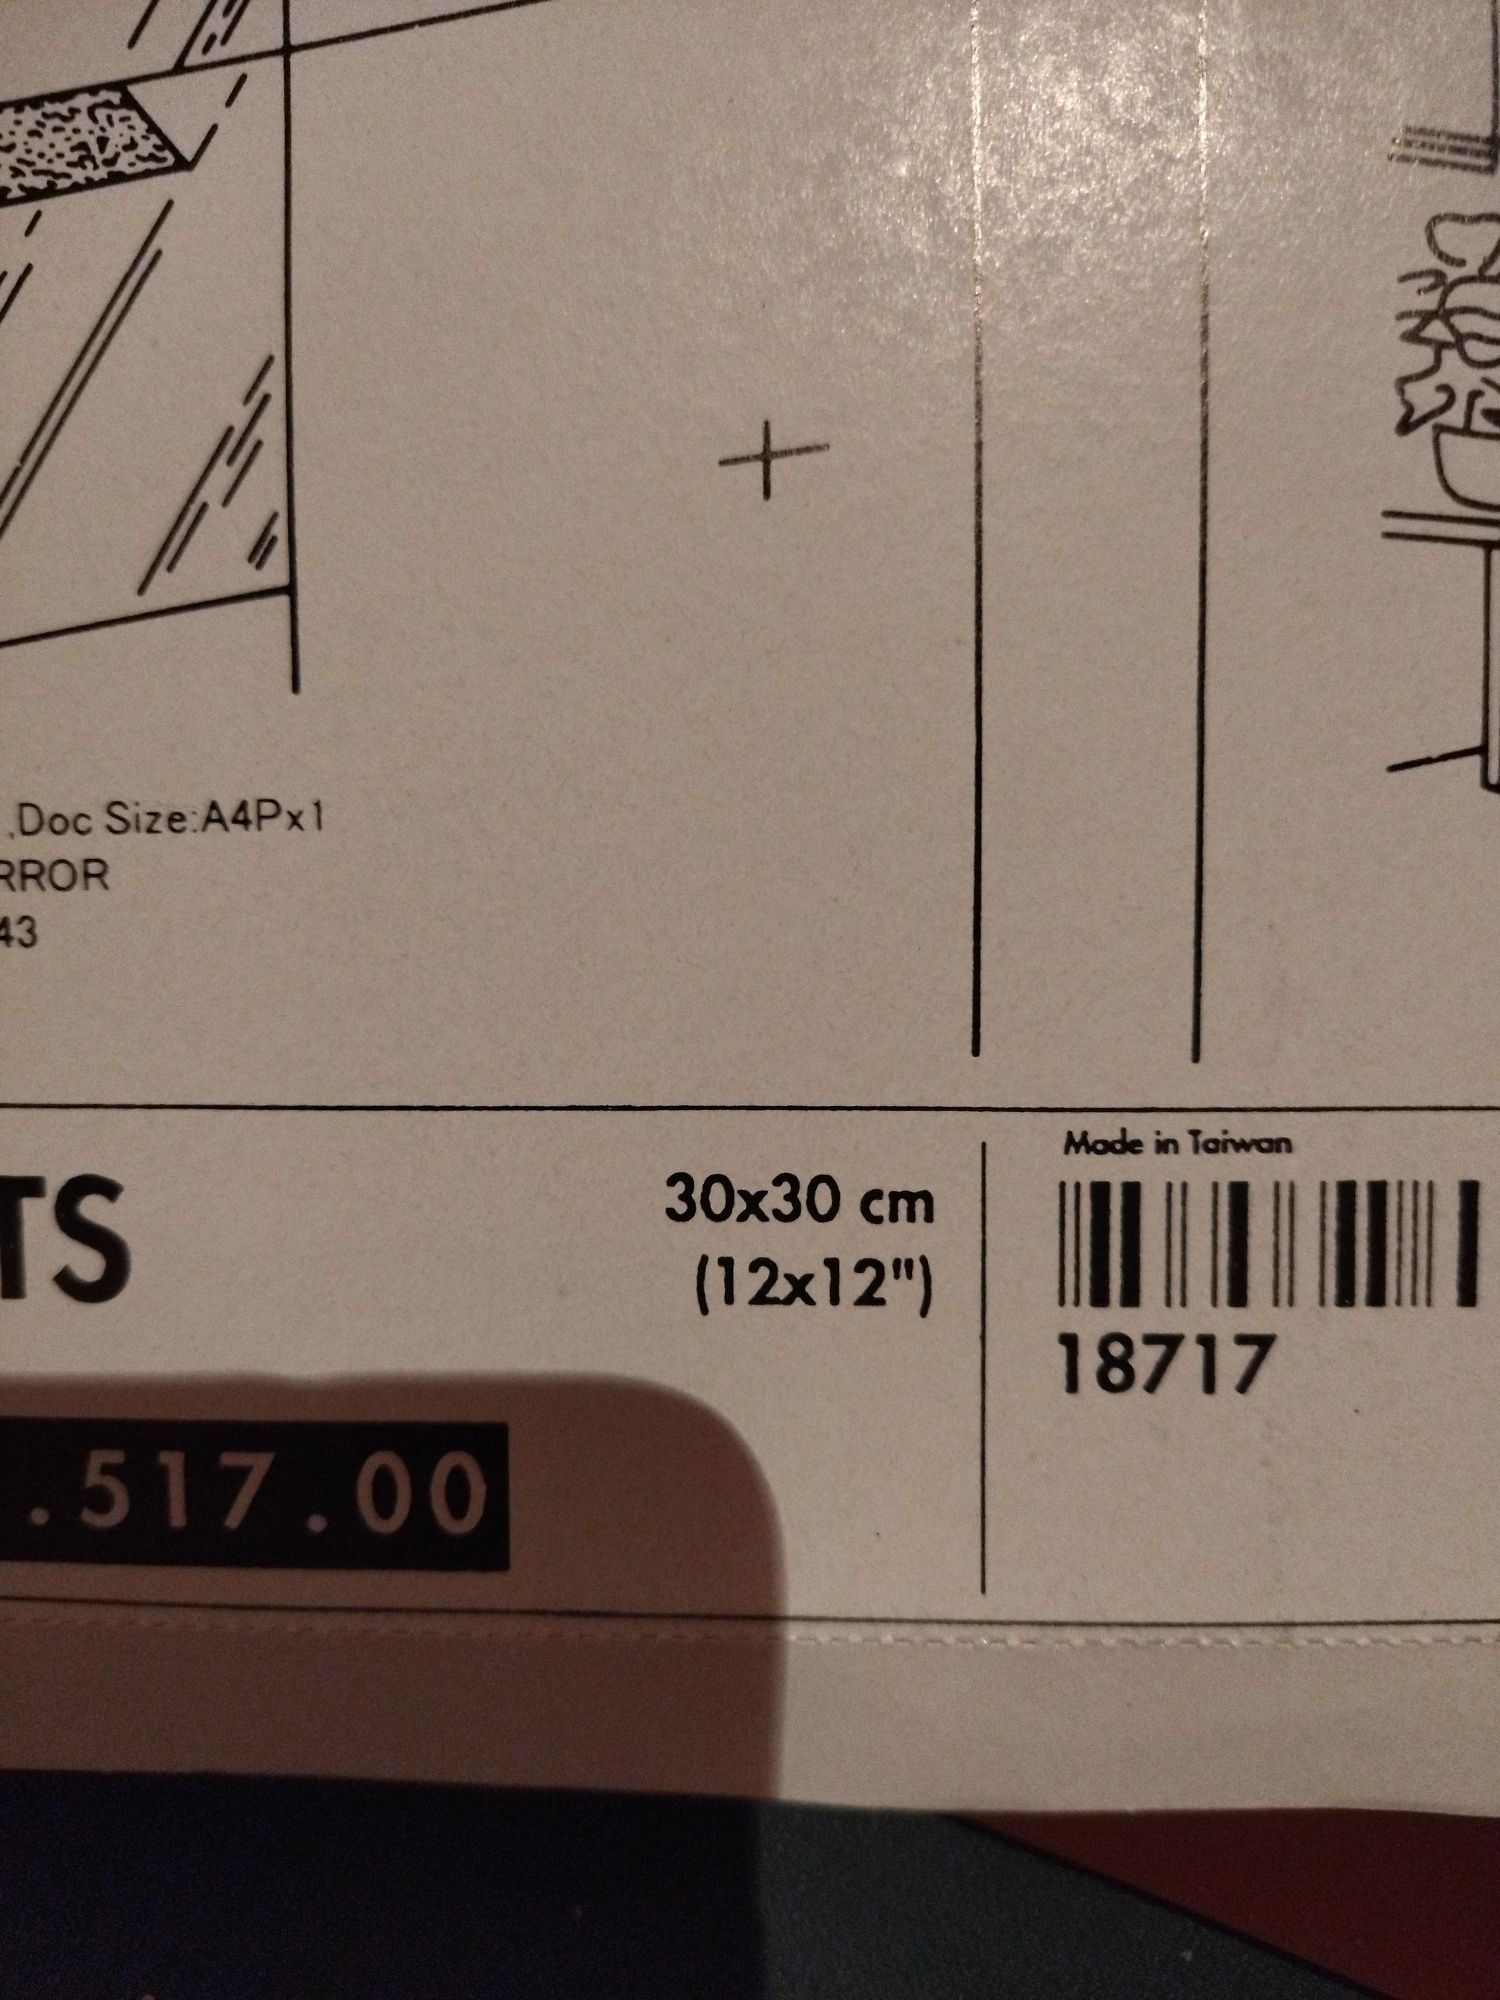 ,Doc Size:A4Px1
RROR
43
Made in Taiwan
TS
30x30 cm
(12x12")
18717
.517.00